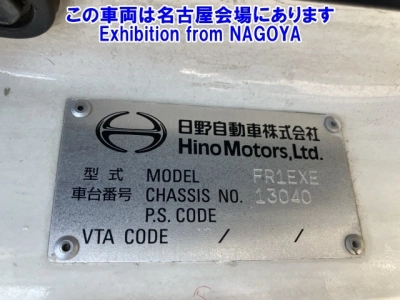 この車両は名古屋会場にあります
Exhibition from NAGOYA
日野自動車株式会社
Hino Motors, Ltd.
型式 MODEL FR1EXE
車台番号 CHASSIS NO. 13040
P.S. CODE
VTA CODE / /